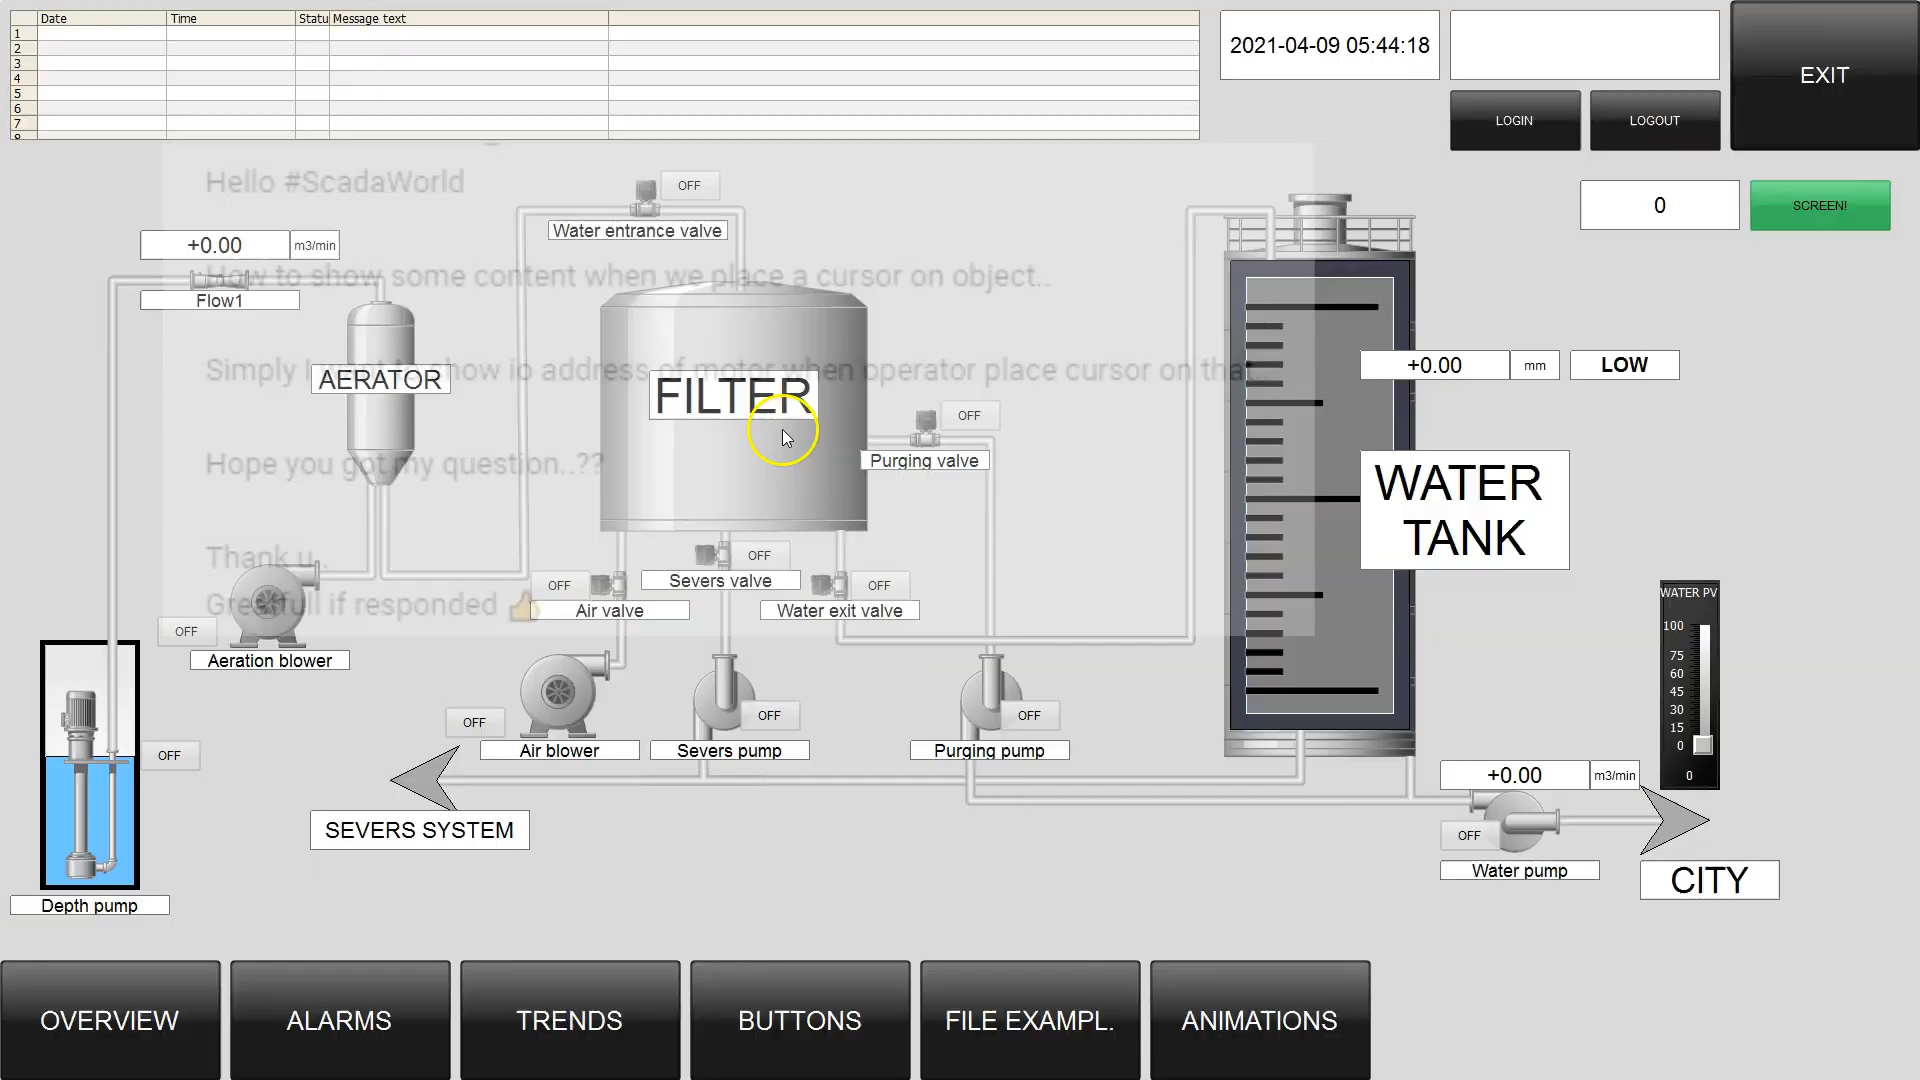 Date Time Statu Message text
1
2
3
4
5
6
7
8
2021-04-09 05:44:18
EXIT
LOGIN LOGOUT
0 SCREEN!
Hello #ScadaWorld
OFF
Water entrance valve
+0.00 m3/min
Flow1
How to show some content when we place a cursor on object..
Simply I want to show io address of motor when operator place cursor on that
AERATOR
FILTER
OFF
Purging valve
Hope you got my question..??
Thank u..
Greatfull if responded 👍
+0.00 mm LOW
WATER
TANK
OFF
Severs valve
OFF
Air valve
OFF
Water exit valve
OFF
Aeration blower
WATER PV
100
75
60
45
30
15
0
0
OFF
Air blower
OFF
Severs pump
OFF
Purging pump
OFF
Depth pump
SEVERS SYSTEM
+0.00 m3/min
OFF
Water pump
CITY
OVERVIEW ALARMS TRENDS BUTTONS FILE EXAMPL. ANIMATIONS